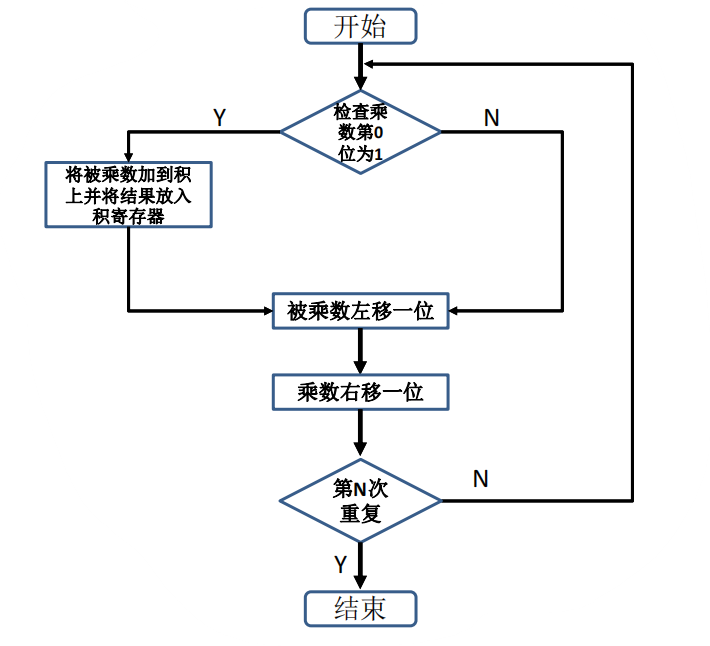 开始
检查乘
数第0
位为1
Y
N
将被乘数加到积
上并将结果放入
积寄存器
被乘数左移一位
乘数右移一位
第N次
重复
N
Y
结束